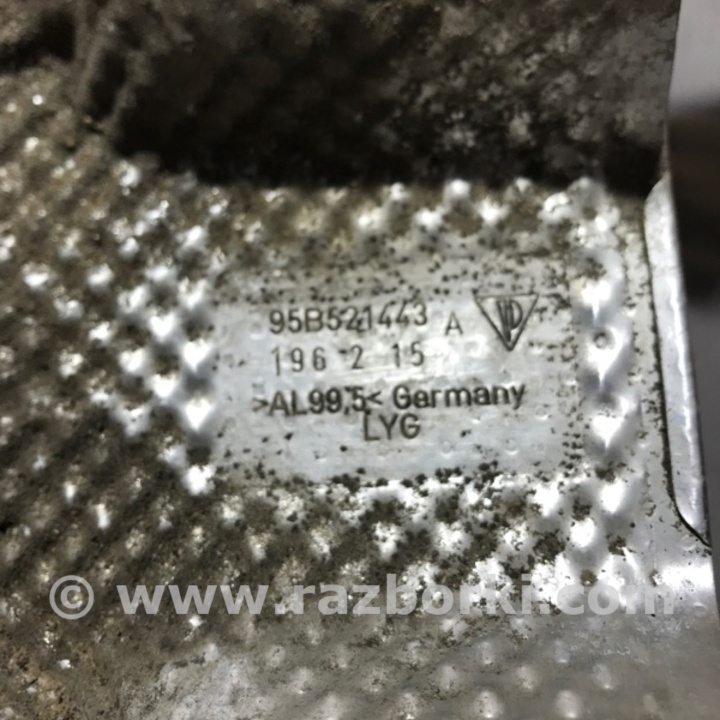 95B521443 A
196 2 15
>AL99,5< Germany
LYG
© www.razborki.com